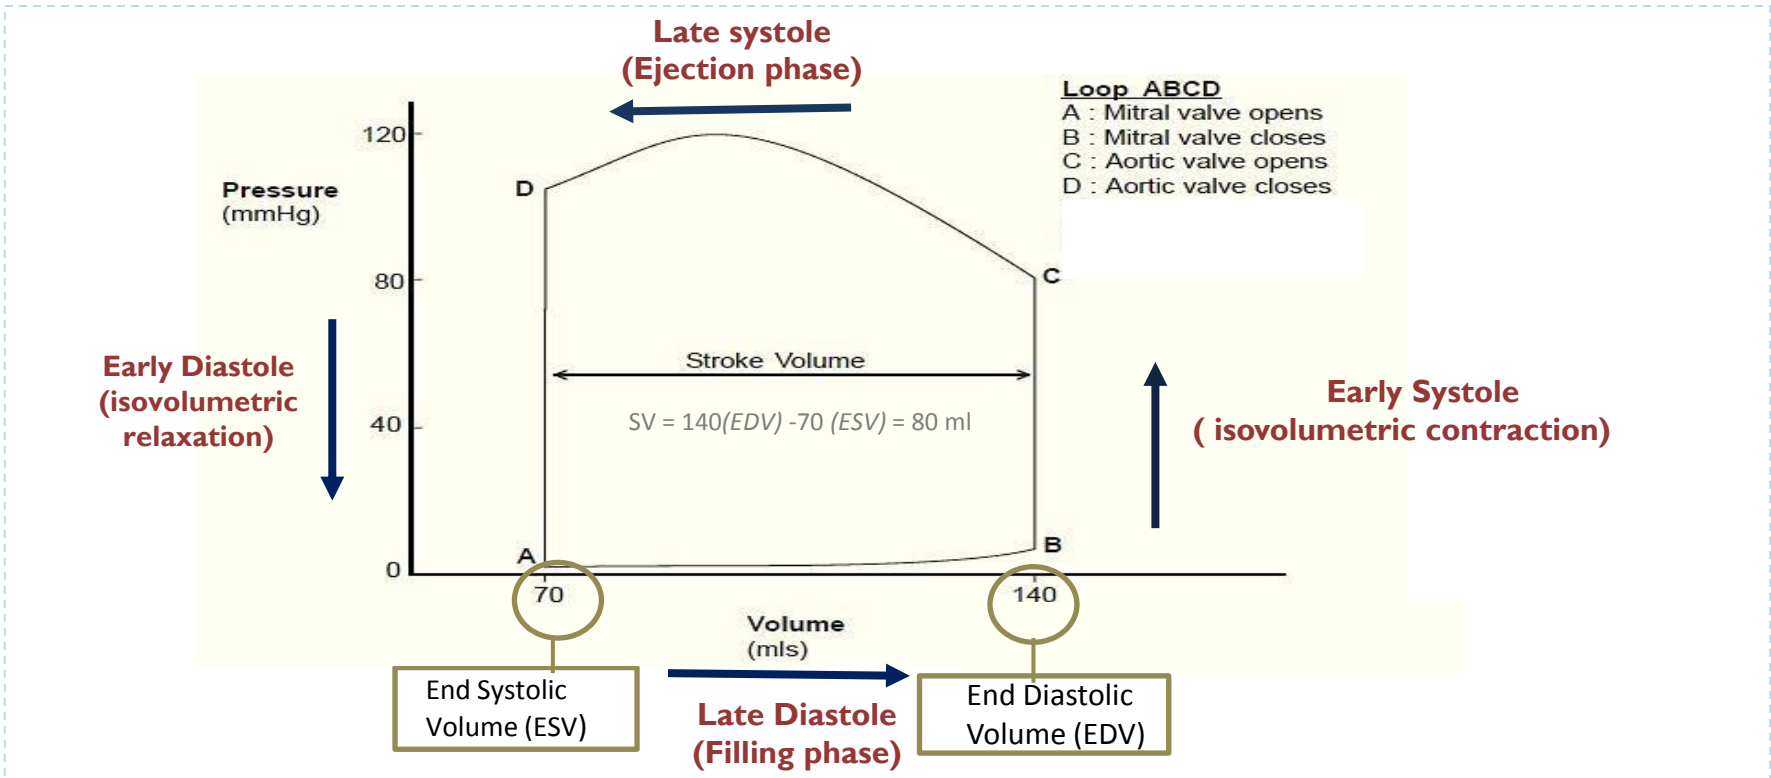 Late systole
(Ejection phase)
Loop ABCD
A : Mitral valve opens
B : Mitral valve closes
C : Aortic valve opens
D : Aortic valve closes
120
Pressure
(mmHg)
D
C
80
Early Diastole
(isovolumetric
relaxation)
Stroke Volume
SV = 140(EDV) -70 (ESV) = 80 ml
40
Early Systole
( isovolumetric contraction)
A
B
0
70
140
Volume
(mls)
End Systolic
Volume (ESV)
End Diastolic
Volume (EDV)
Late Diastole
(Filling phase)